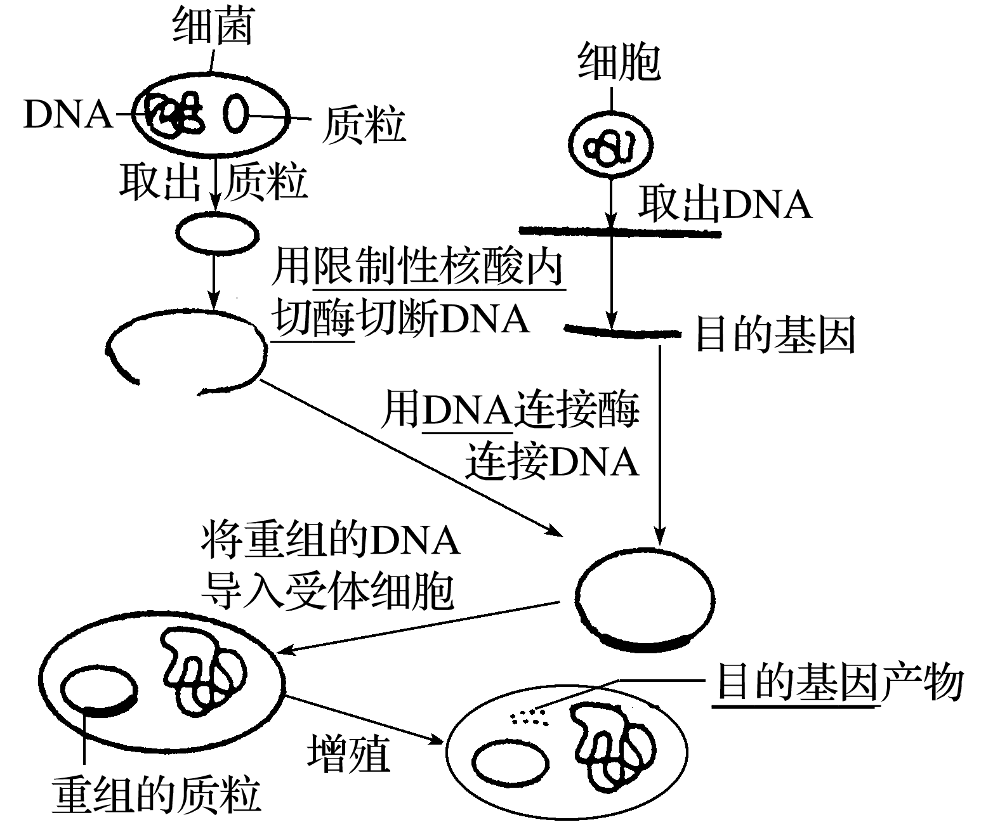 细菌
细胞
DNA
质粒
取出质粒
取出DNA
用限制性核酸内
切酶切断DNA
目的基因
用DNA连接酶
连接DNA
将重组的DNA
导入受体细胞
目的基因产物
增殖
重组的质粒